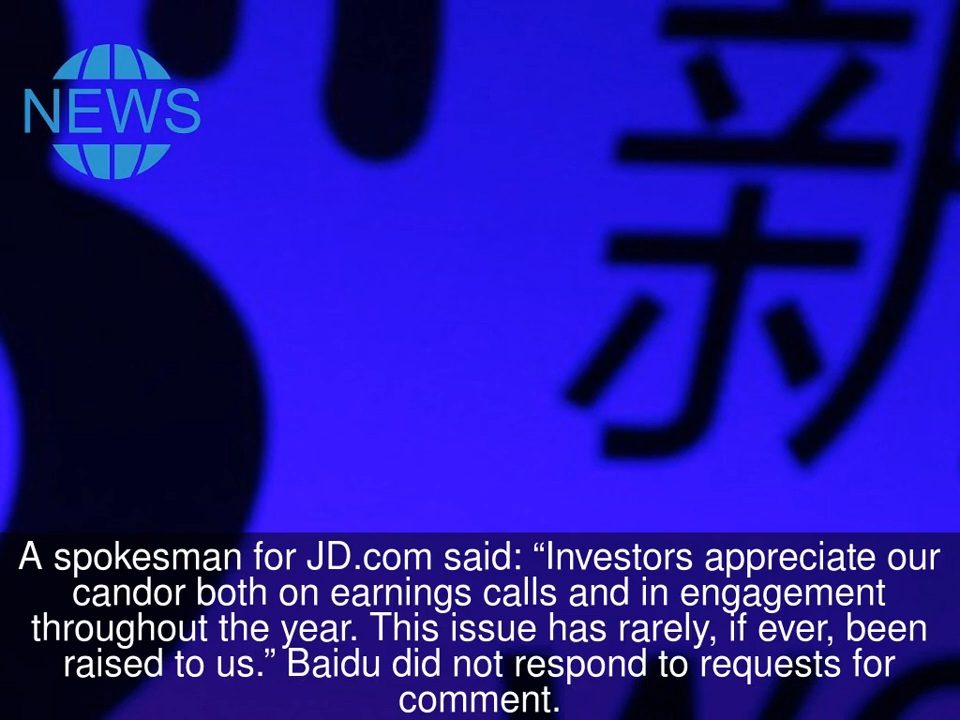 NEWS
新
A spokesman for JD.com said: “Investors appreciate our
candor both on earnings calls and in engagement
throughout the year. This issue has rarely, if ever, been
raised to us.” Baidu did not respond to requests for
comment.